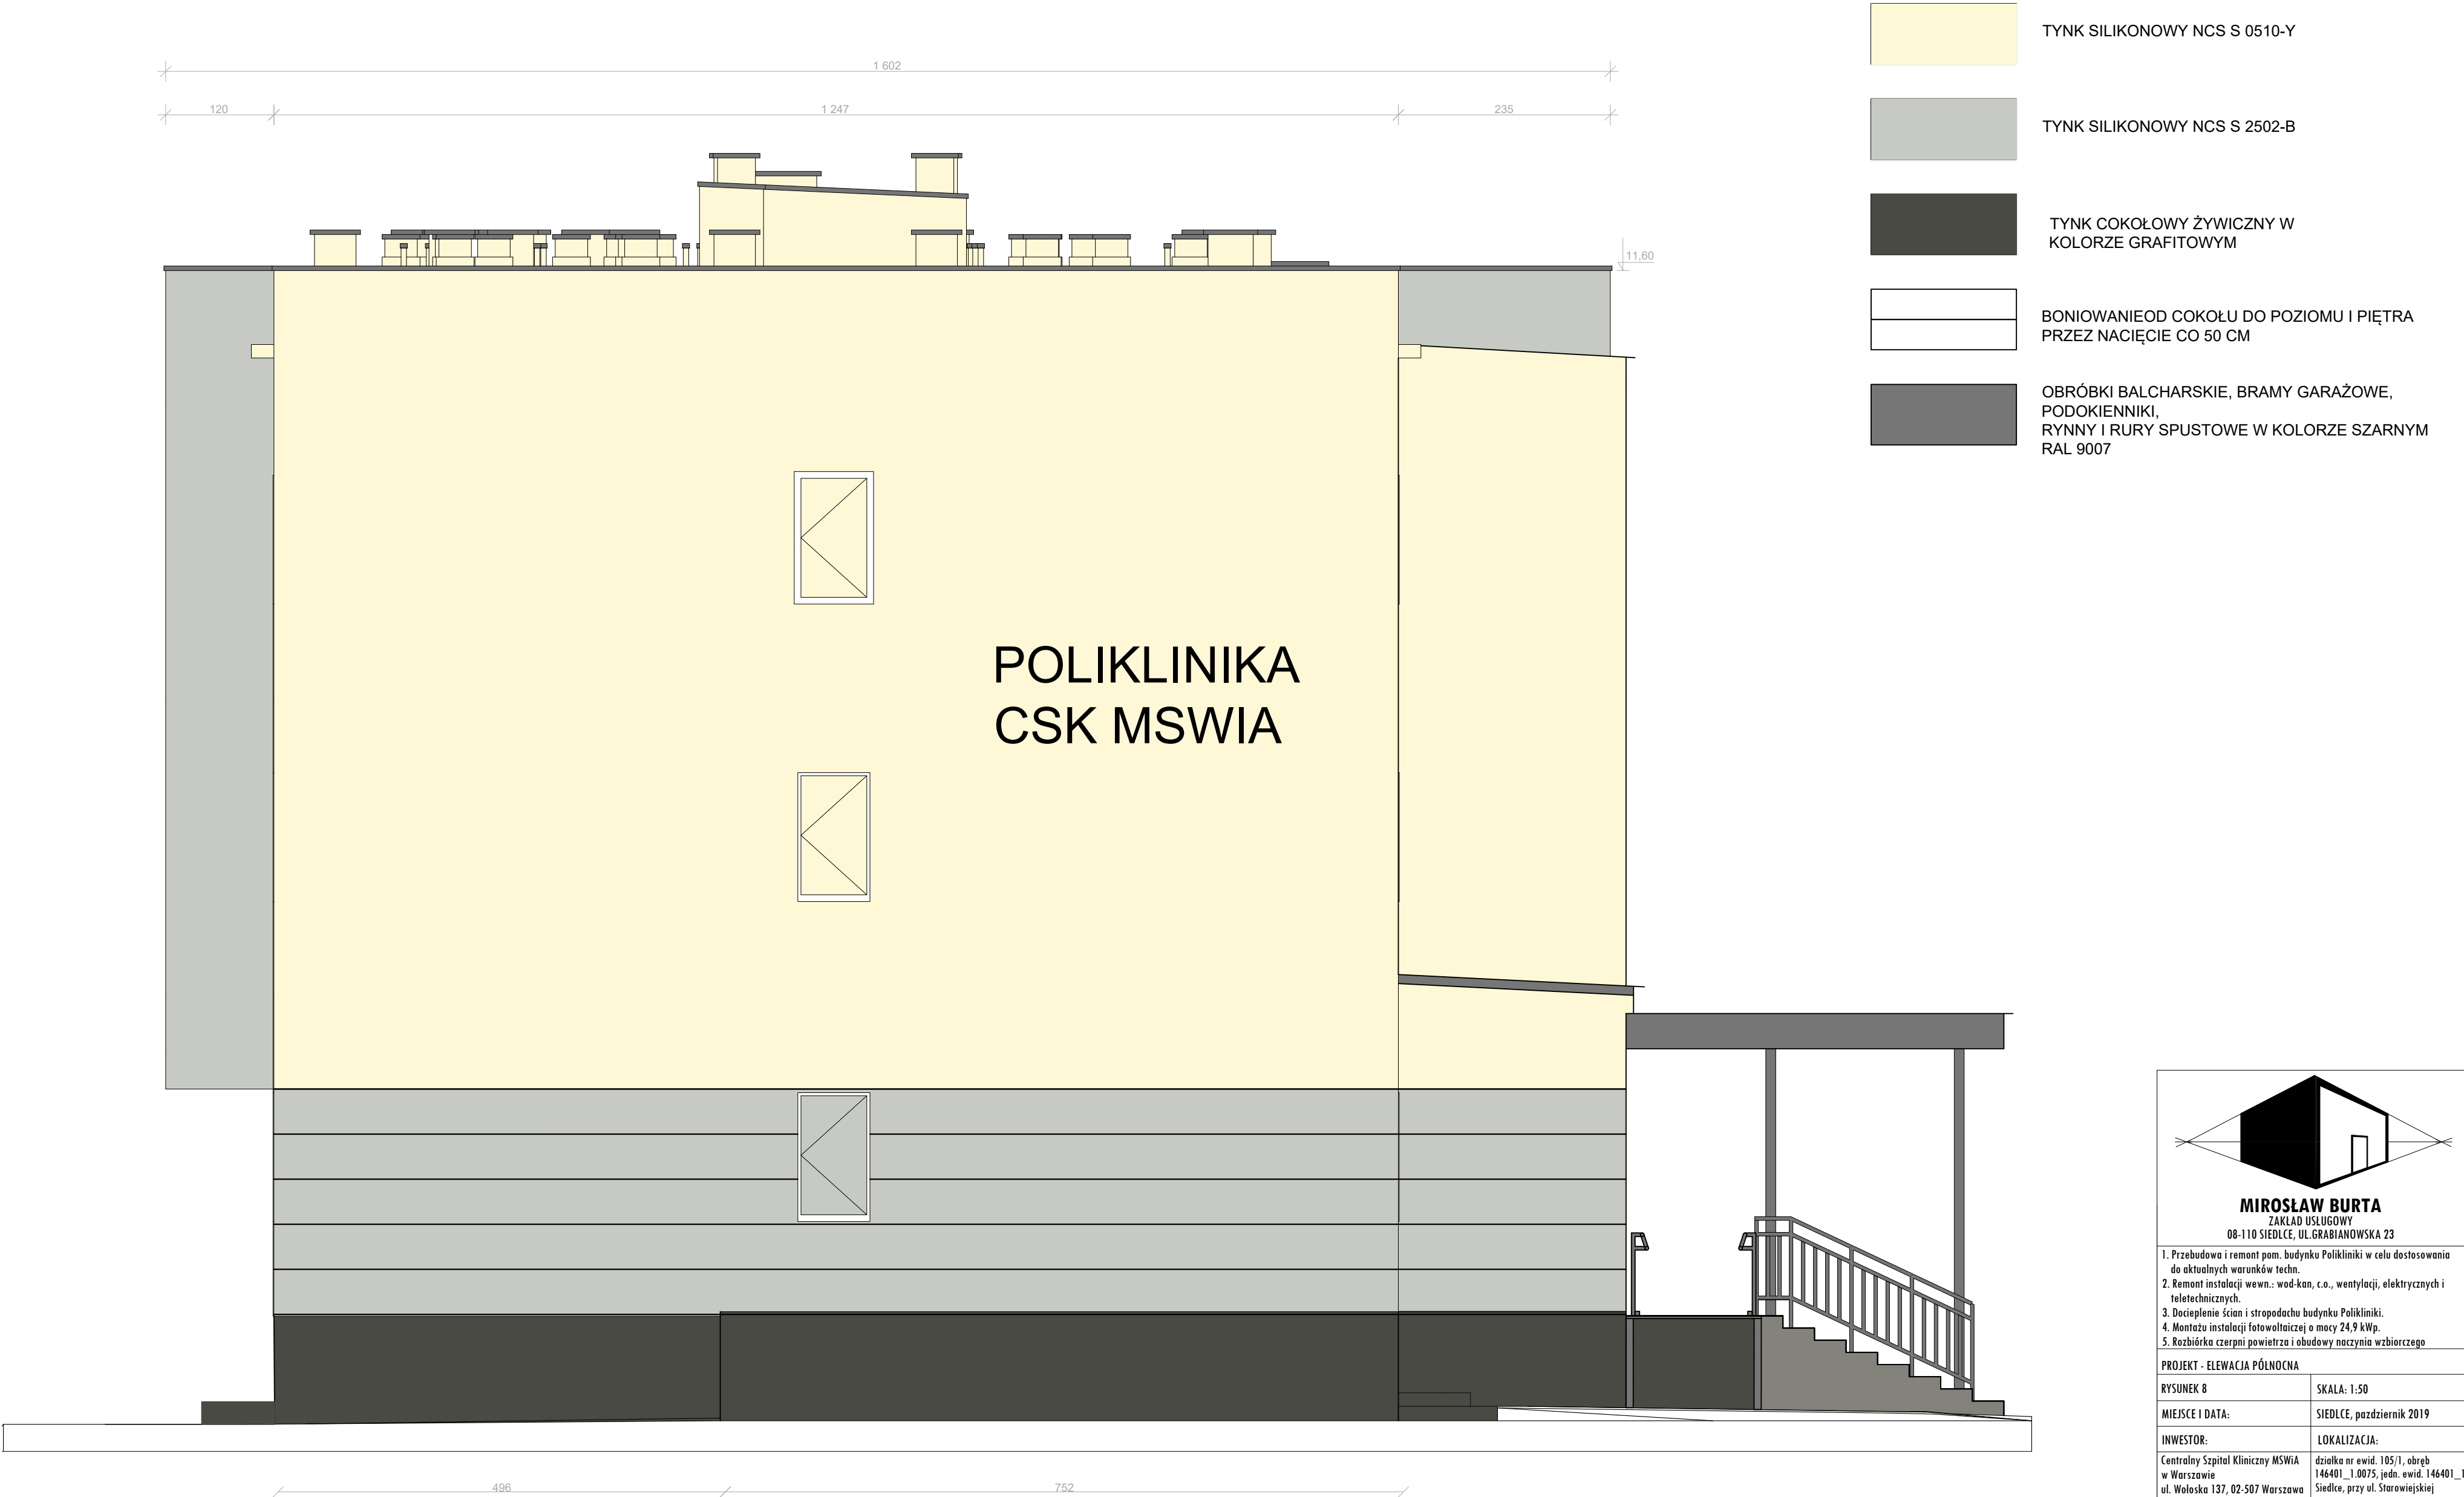 1 602
120
1 247
235
11,60
POLIKLINIKA
CSK MSWIA
496
752
TYNK SILIKONOWY NCS S 0510-Y
TYNK SILIKONOWY NCS S 2502-B
TYNK COKOŁOWY ŻYWICZNY W
KOLORZE GRAFITOWYM
BONIOWANIEOD COKOŁU DO POZIOMU I PIĘTRA
PRZEZ NACIĘCIE CO 50 CM
OBRÓBKI BALCHARSKIE, BRAMY GARAŻOWE,
PODOKIENNIKI,
RYNNY I RURY SPUSTOWE W KOLORZE SZARNYM
RAL 9007
MIROSŁAW BURTA
ZAKŁAD USŁUGOWY
08-110 SIEDLCE, UL.GRABIANOWSKA 23
1. Przebudowa i remont pom. budynku Polikliniki w celu dostosowania
do aktualnych warunków techn.
2. Remont instalacji wewn.: wod-kan, c.o., wentylacji, elektrycznych i
teletechnicznych.
3. Docieplenie ścian i stropodachu budynku Polikliniki.
4. Montażu instalacji fotowoltaiczej o mocy 24,9 kWp.
5. Rozbiórka czerpni powietrza i obudowy naczynia wzbiorczego
PROJEKT - ELEWACJA PÓŁNOCNA
RYSUNEK 8
SKALA: 1:50
MIEJSCE I DATA:
SIEDLCE, pazdziernik 2019
INWESTOR:
LOKALIZACJA:
Centralny Szpital Kliniczny MSWiA
w Warszawie
ul. Wołoska 137, 02-507 Warszawa
działka nr ewid. 105/1, obręb
146401_1.0075, jedn. ewid. 146401_1
Siedlce, przy ul. Starowiejskiej